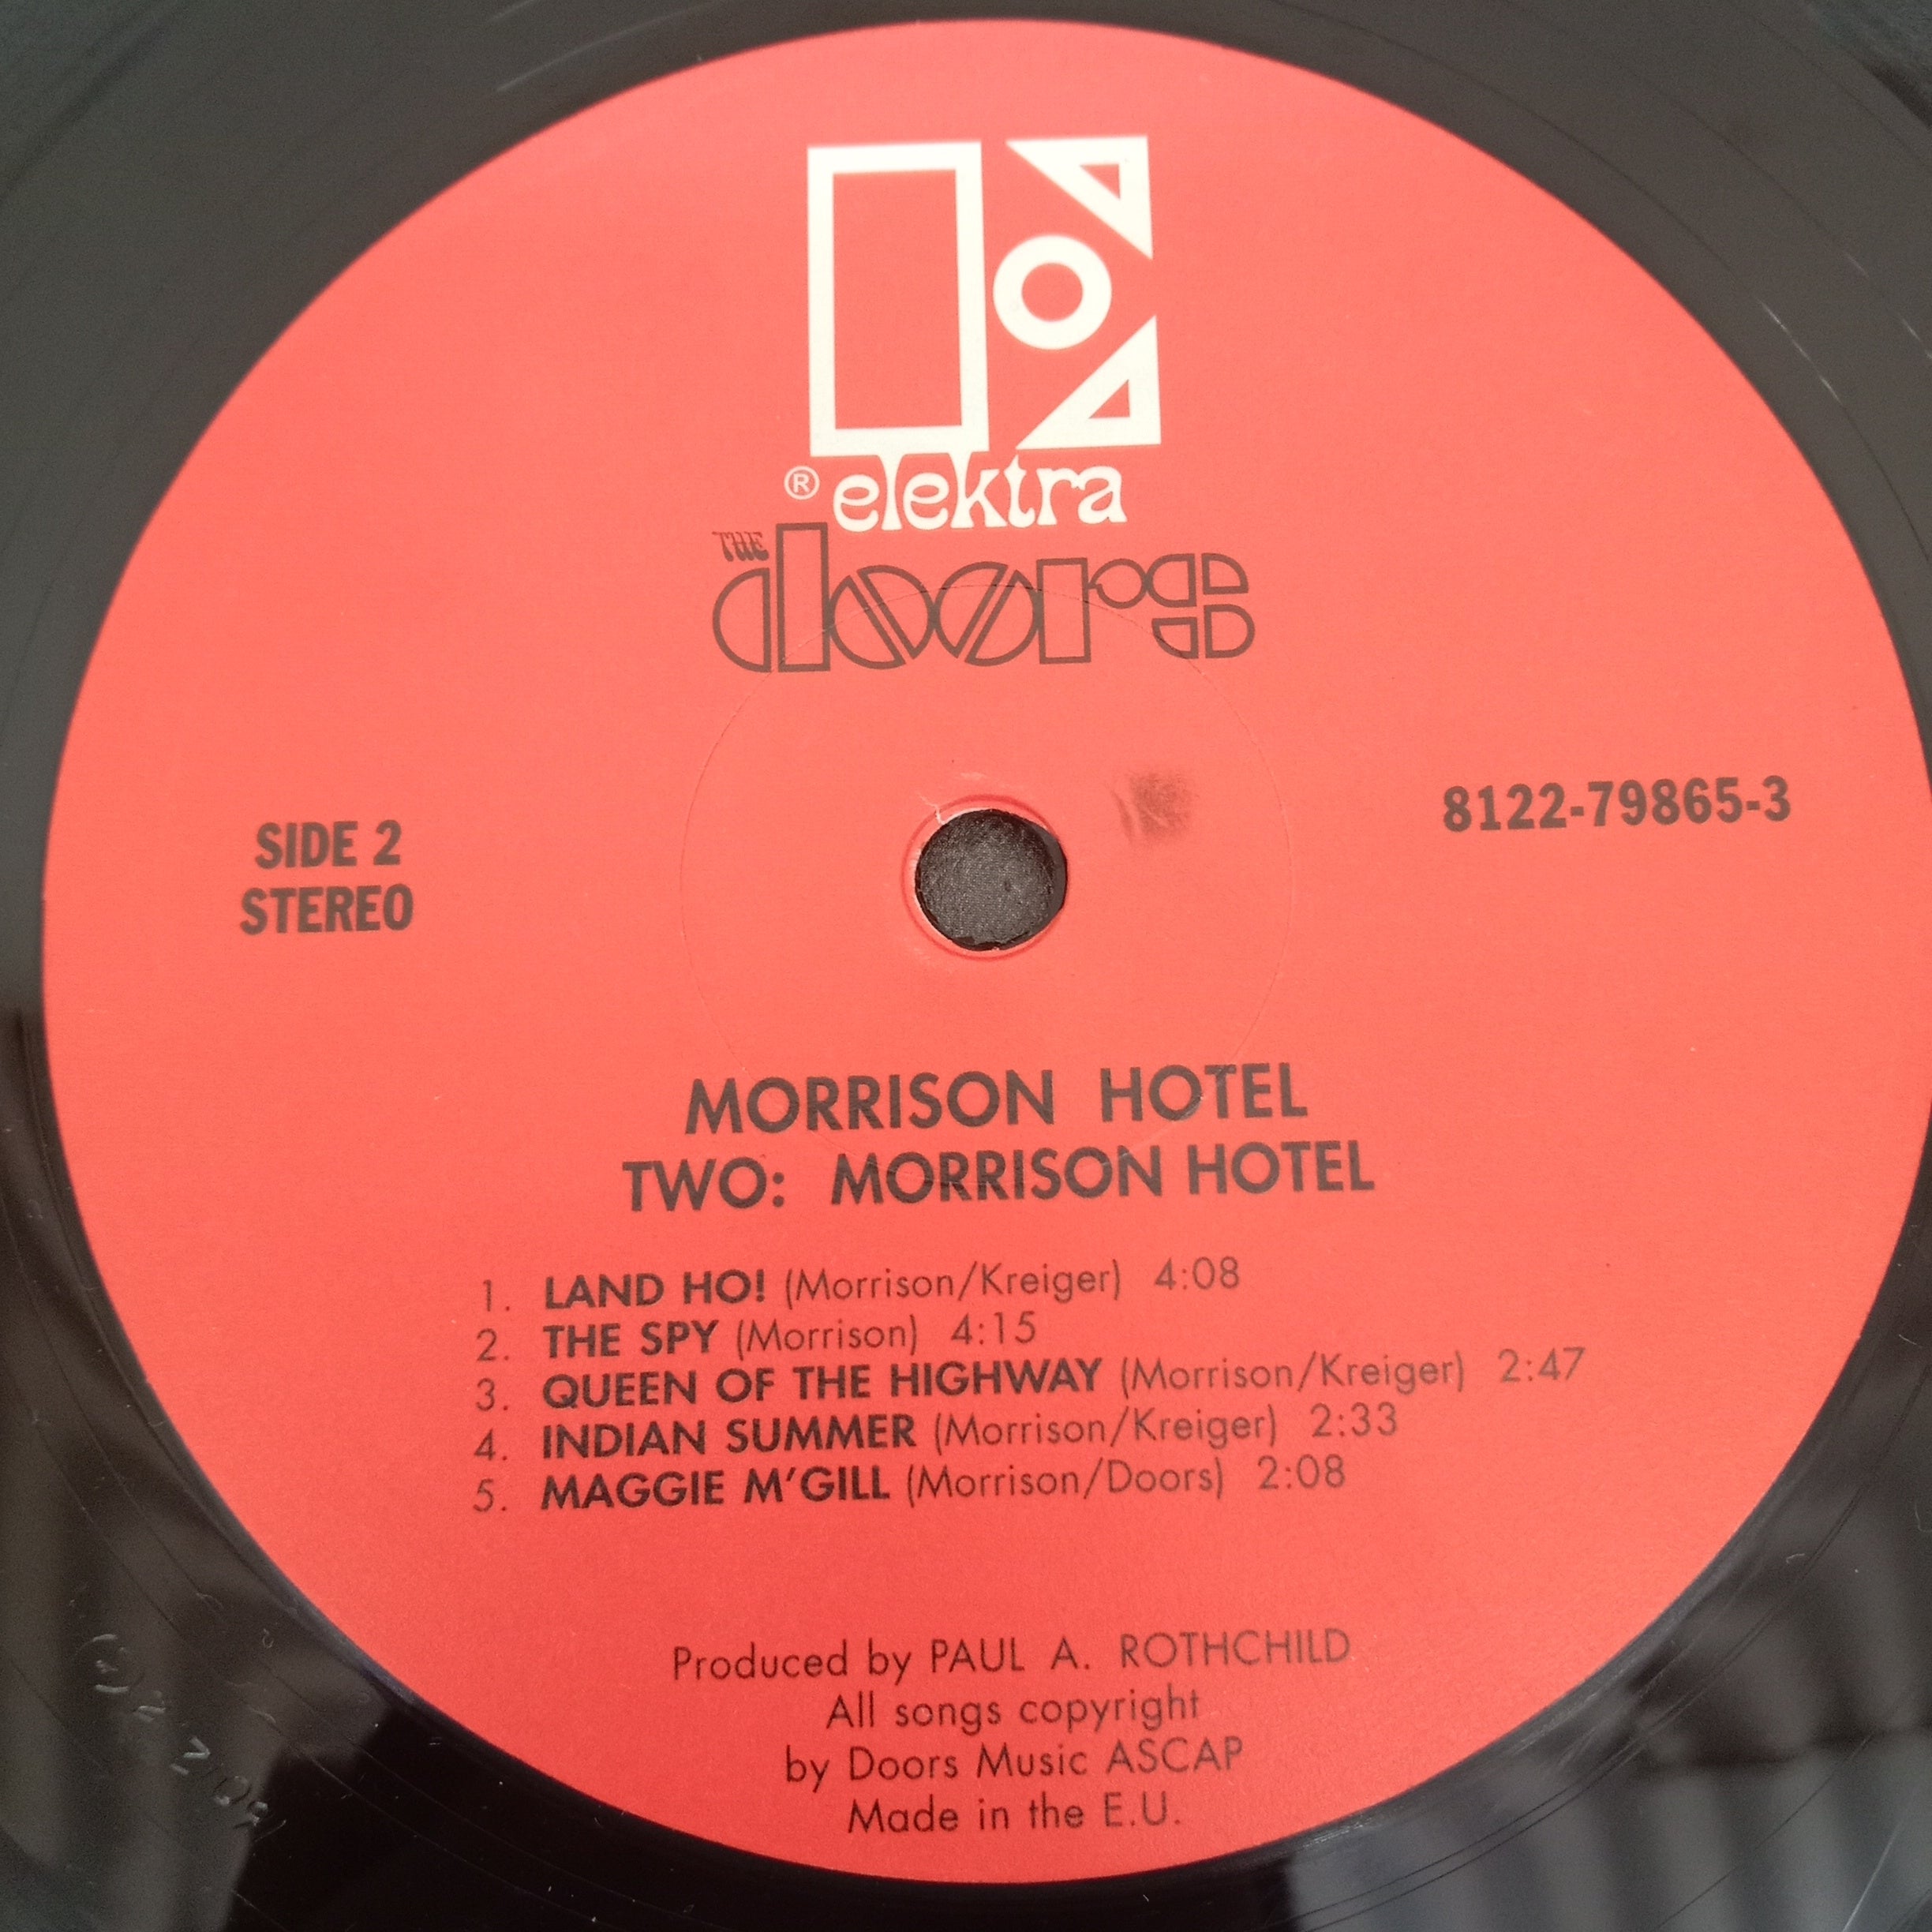 ® elektra
THE
doors
SIDE 2
STEREO
8122-79865-3
MORRISON HOTEL
TWO: MORRISON HOTEL
1. LAND HO! (Morrison/Kreiger) 4:08
2. THE SPY (Morrison) 4:15
3. QUEEN OF THE HIGHWAY (Morrison/Kreiger) 2:47
4. INDIAN SUMMER (Morrison/Kreiger) 2:33
5. MAGGIE M'GILL (Morrison/Doors) 2:08
Produced by PAUL A. ROTHCHILD
All songs copyright
by Doors Music ASCAP
Made in the E.U.